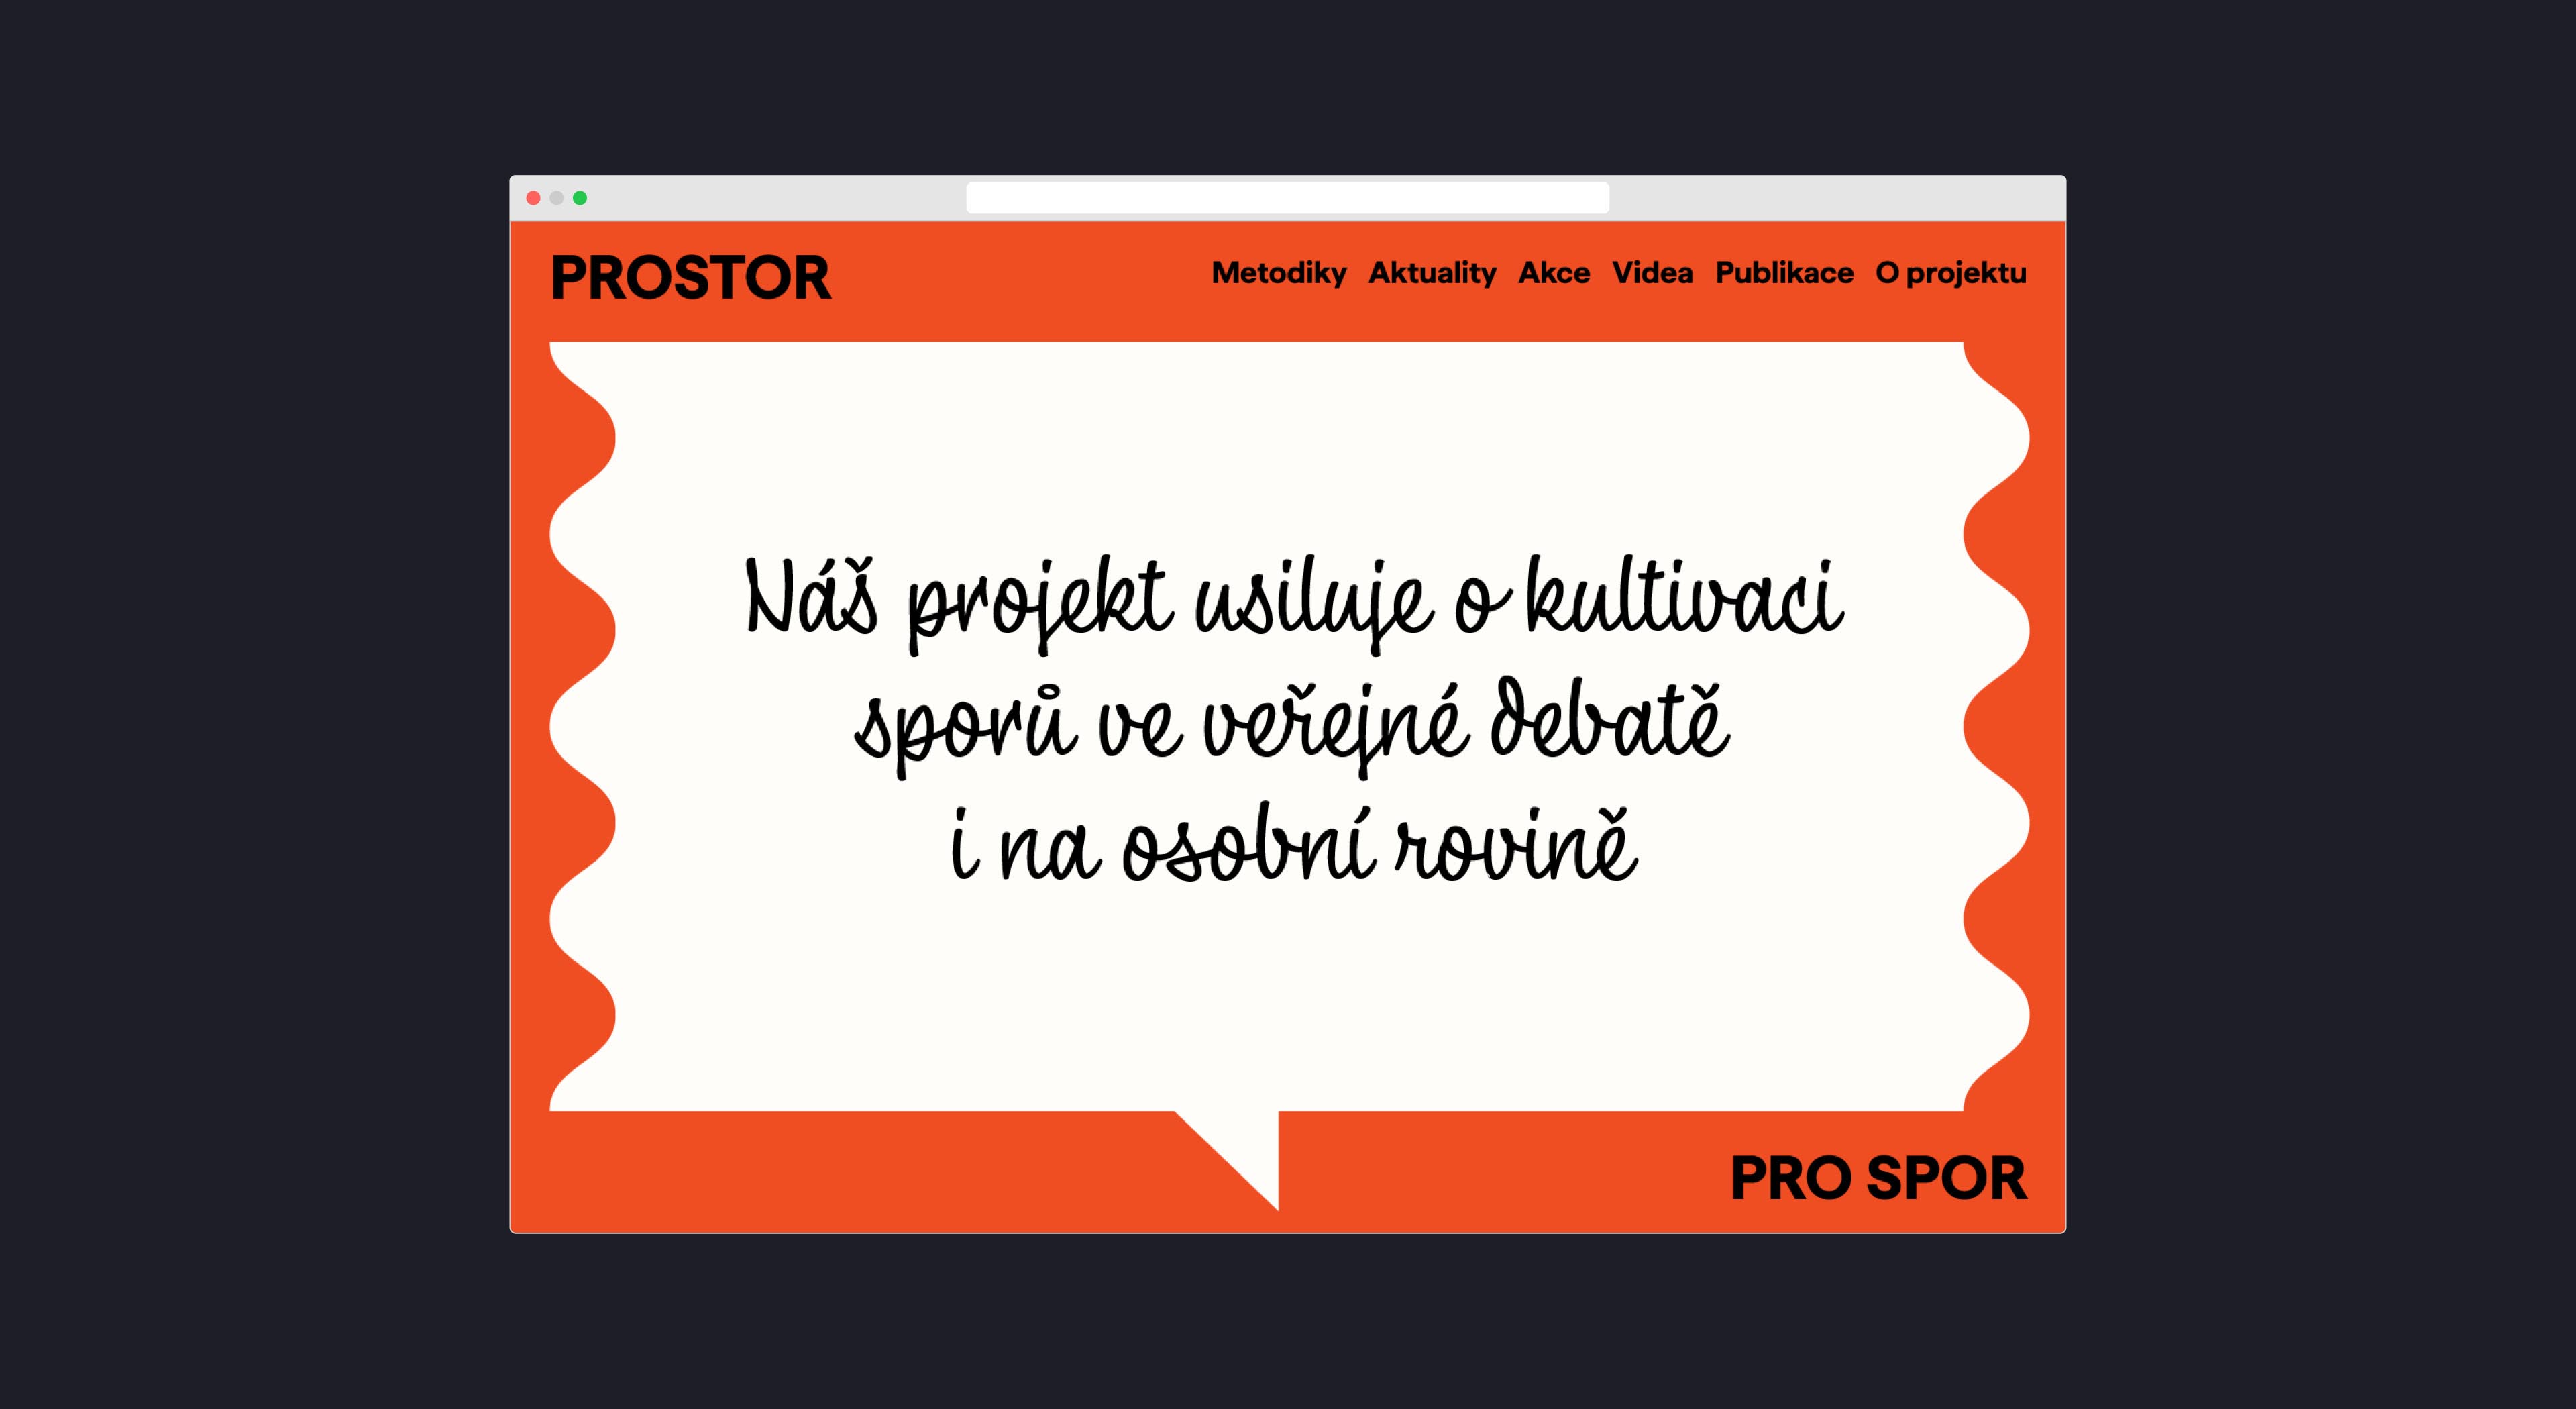 PROSTOR
Metodiky Aktuality Akce Videa Publikace O projektu
Náš projekt usiluje o kultivaci
sporů ve veřejné debatě
i na osobní rovině
PRO SPOR